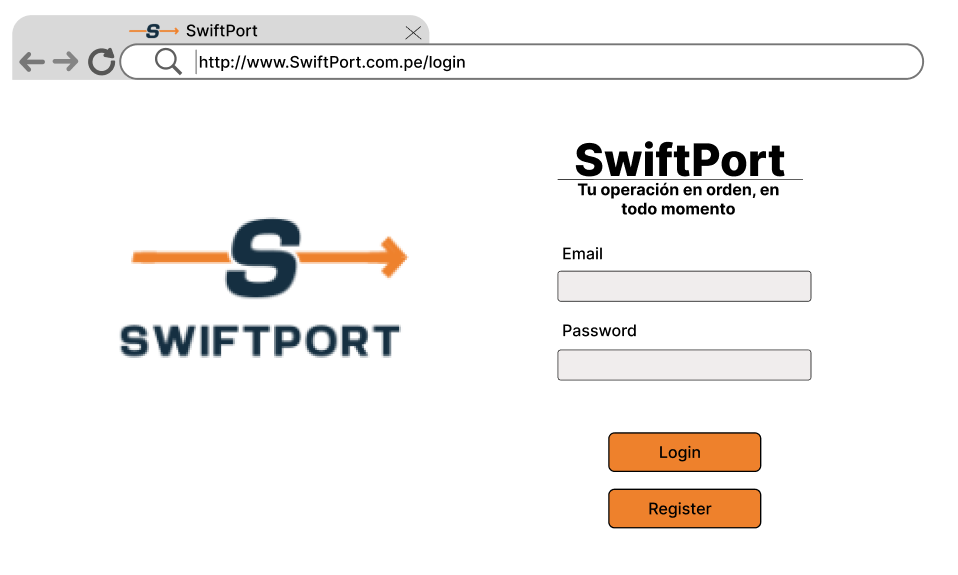 S SwiftPort
http://www.SwiftPort.com.pe/login
SwiftPort
Tu operación en orden, en
todo momento
S
SWIFTPORT
Email
Password
Login
Register